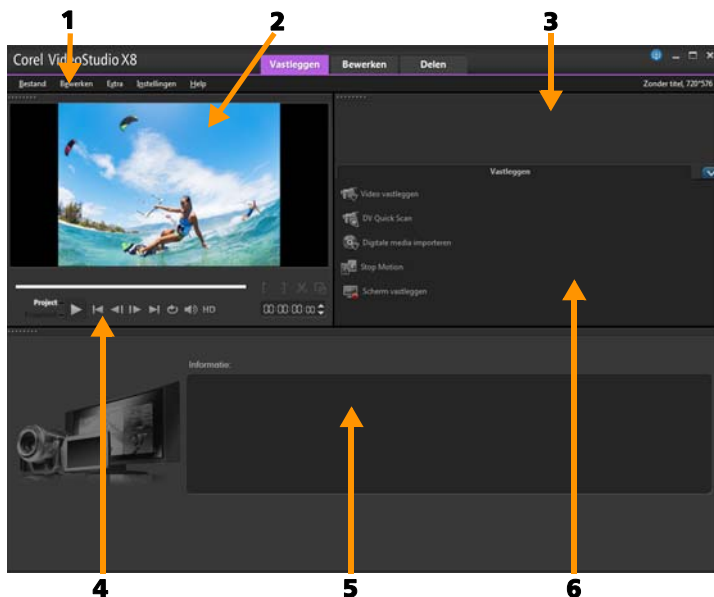 1
2
3
Corel VideoStudio X8
Vastleggen
Bewerken
Delen
Bestand
Bewerken
Extra
Instellingen
Help
Zonder titel, 720*576
Vastleggen
Video vastleggen
DV Quick Scan
Digitale media importeren
Stop Motion
Scherm vastleggen
Project
HD
00:00:00:00
Informatie:
4
5
6